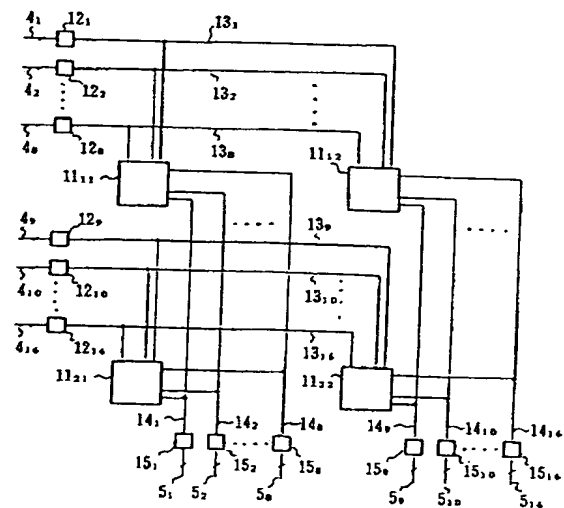 4₁ 12₁ 13₁
4₂ 12₂ 13₂
4₈ 12₈ 13₈
11₁₁ 11₁₂
4₉ 12₉ 13₉
4₁₀ 12₁₀ 13₁₀
4₁₆ 12₁₆ 13₁₆
11₂₁ 11₂₂
14₁ 14₂ 14₈ 14₉ 14₁₀ 14₁₆
15₁ 15₂ 15₈ 15₉ 15₁₀ 15₁₆
5₁ 5₂ 5₈ 5₉ 5₁₀ 5₁₆